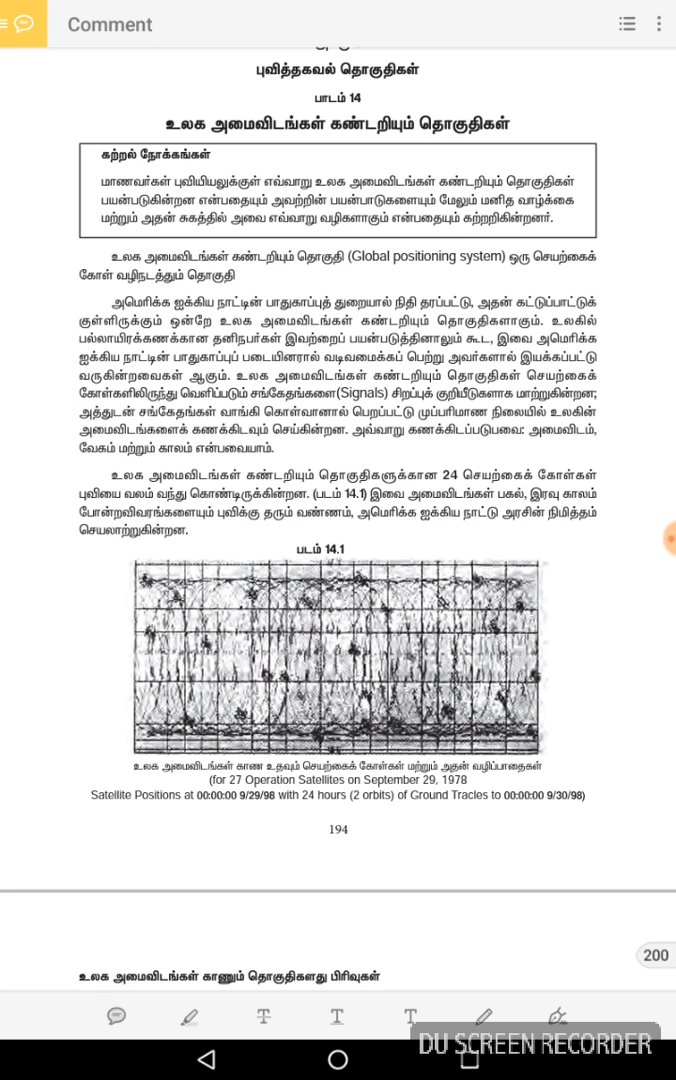 Comment
புவித்தகவல் தொகுதிகள்
பாடம் 14
உலக அமைவிடங்கள் கண்டறியும் தொகுதிகள்
கற்றல் நோக்கங்கள்
மாணவர்கள் புவியியலுக்குள் எவ்வாறு உலக அமைவிடங்கள் கண்டறியும் தொகுதிகள்
பயன்படுகின்றன என்பதையும் அவற்றின் பயன்பாடுகளையும் மேலும் மனித வாழ்க்கை
மற்றும் அதன் சுகத்தில் அவை எவ்வாறு வழிகளாகும் என்பதையும் கற்றறிகின்றனர்.
உலக அமைவிடங்கள் கண்டறியும் தொகுதி (Global positioning system) ஒரு செயற்கைக்
கோள் வழிநடத்தும் தொகுதி
அமெரிக்க ஐக்கிய நாட்டின் பாதுகாப்புத் துறையால் நிதி தரப்பட்டு, அதன் கட்டுப்பாட்டுக்
குள்ளிருக்கும் ஒன்றே உலக அமைவிடங்கள் கண்டறியும் தொகுதிகளாகும். உலகில்
பல்லாயிரக்கணக்கான தனிநபர்கள் இவற்றைப் பயன்படுத்தினாலும் கூட, இவை அமெரிக்க
ஐக்கிய நாட்டின் பாதுகாப்புப் படையினரால் வடிவமைக்கப் பெற்று அவர்களால் இயக்கப்பட்டு
வருகின்றவைகள் ஆகும். உலக அமைவிடங்கள் கண்டறியும் தொகுதிகள் செயற்கைக்
கோள்களிலிருந்து வெளிப்படும் சங்கேதங்களை(Signals) சிறப்புக் குறியீடுகளாக மாற்றுகின்றன;
அத்துடன் சங்கேதங்கள் வாங்கி கொள்வானால் பெறப்பட்டு முப்பரிமாண நிலையில் உலகின்
அமைவிடங்களைக் கணக்கிடவும் செய்கின்றன. அவ்வாறு கணக்கிடப்படுபவை: அமைவிடம்,
வேகம் மற்றும் காலம் என்பவையாம்.
உலக அமைவிடங்கள் கண்டறியும் தொகுதிகளுக்கான 24 செயற்கைக் கோள்கள்
புவியை வலம் வந்து கொண்டிருக்கின்றன. (படம் 14.1) இவை அமைவிடங்கள் பகல், இரவு காலம்
போன்றவிவரங்களையும் புவிக்கு தரும் வண்ணம், அமெரிக்க ஐக்கிய நாட்டு அரசின் நிமித்தம்
செயலாற்றுகின்றன.
படம் 14.1
உலக அமைவிடங்கள் காண உதவும் செயற்கைக் கோள்கள் மற்றும் அதன் வழிப்பாதைகள்
(for 27 Operation Satellites on September 29, 1978
Satellite Positions at 00:00:00 9/29/98 with 24 hours (2 orbits) of Ground Tracles to 00:00:00 9/30/98)
194
200
உலக அமைவிடங்கள் காணும் தொகுதிகளது பிரிவுகள்
DU SCREEN RECORDER